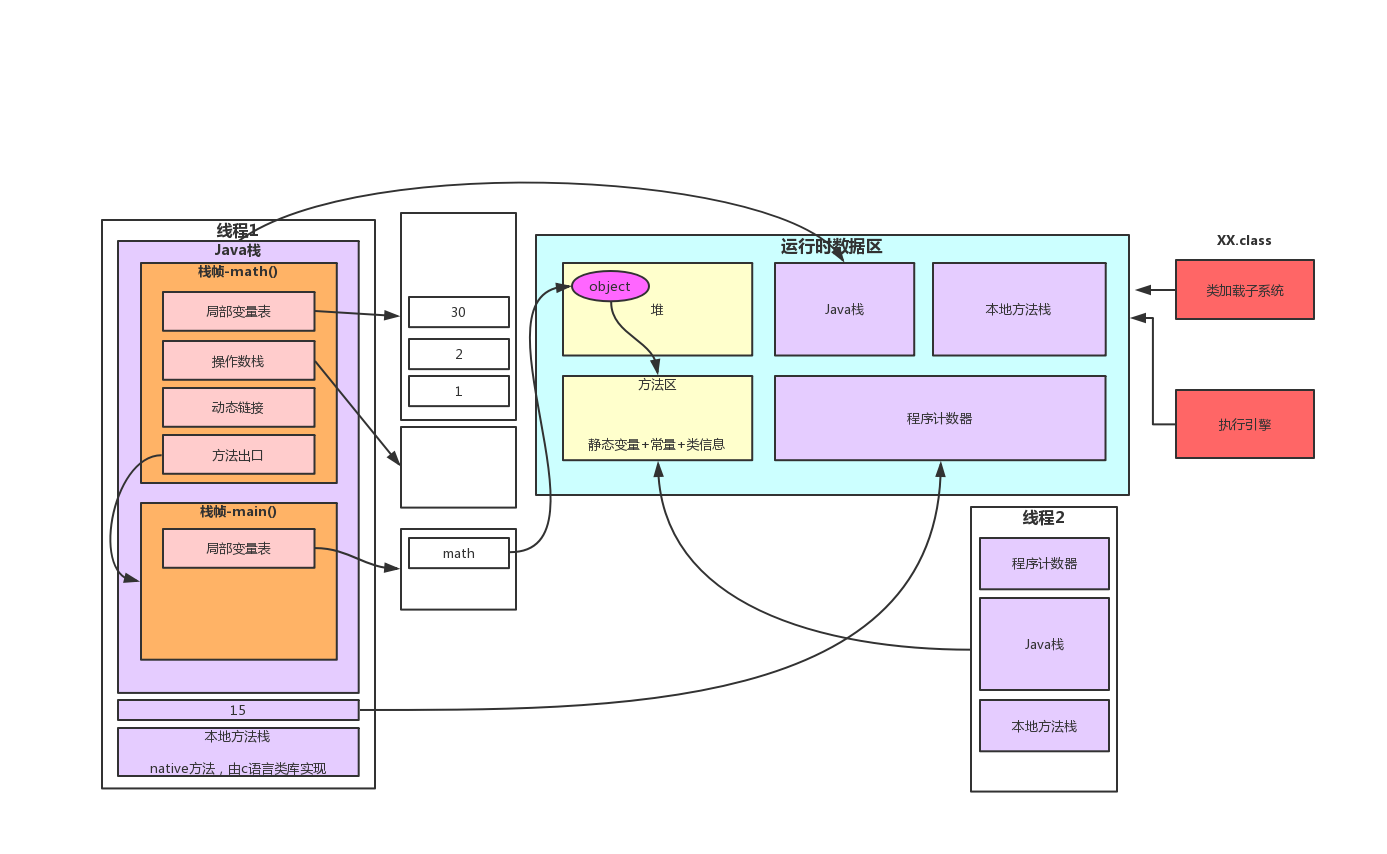 线程1
Java栈
栈帧-math()
局部变量表
操作数栈
动态链接
方法出口
栈帧-main()
局部变量表
15
本地方法栈
native方法，由c语言类库实现
30
2
1
math
运行时数据区
object
堆
Java栈
本地方法栈
方法区
静态变量+常量+类信息
程序计数器
XX.class
类加载子系统
执行引擎
线程2
程序计数器
Java栈
本地方法栈